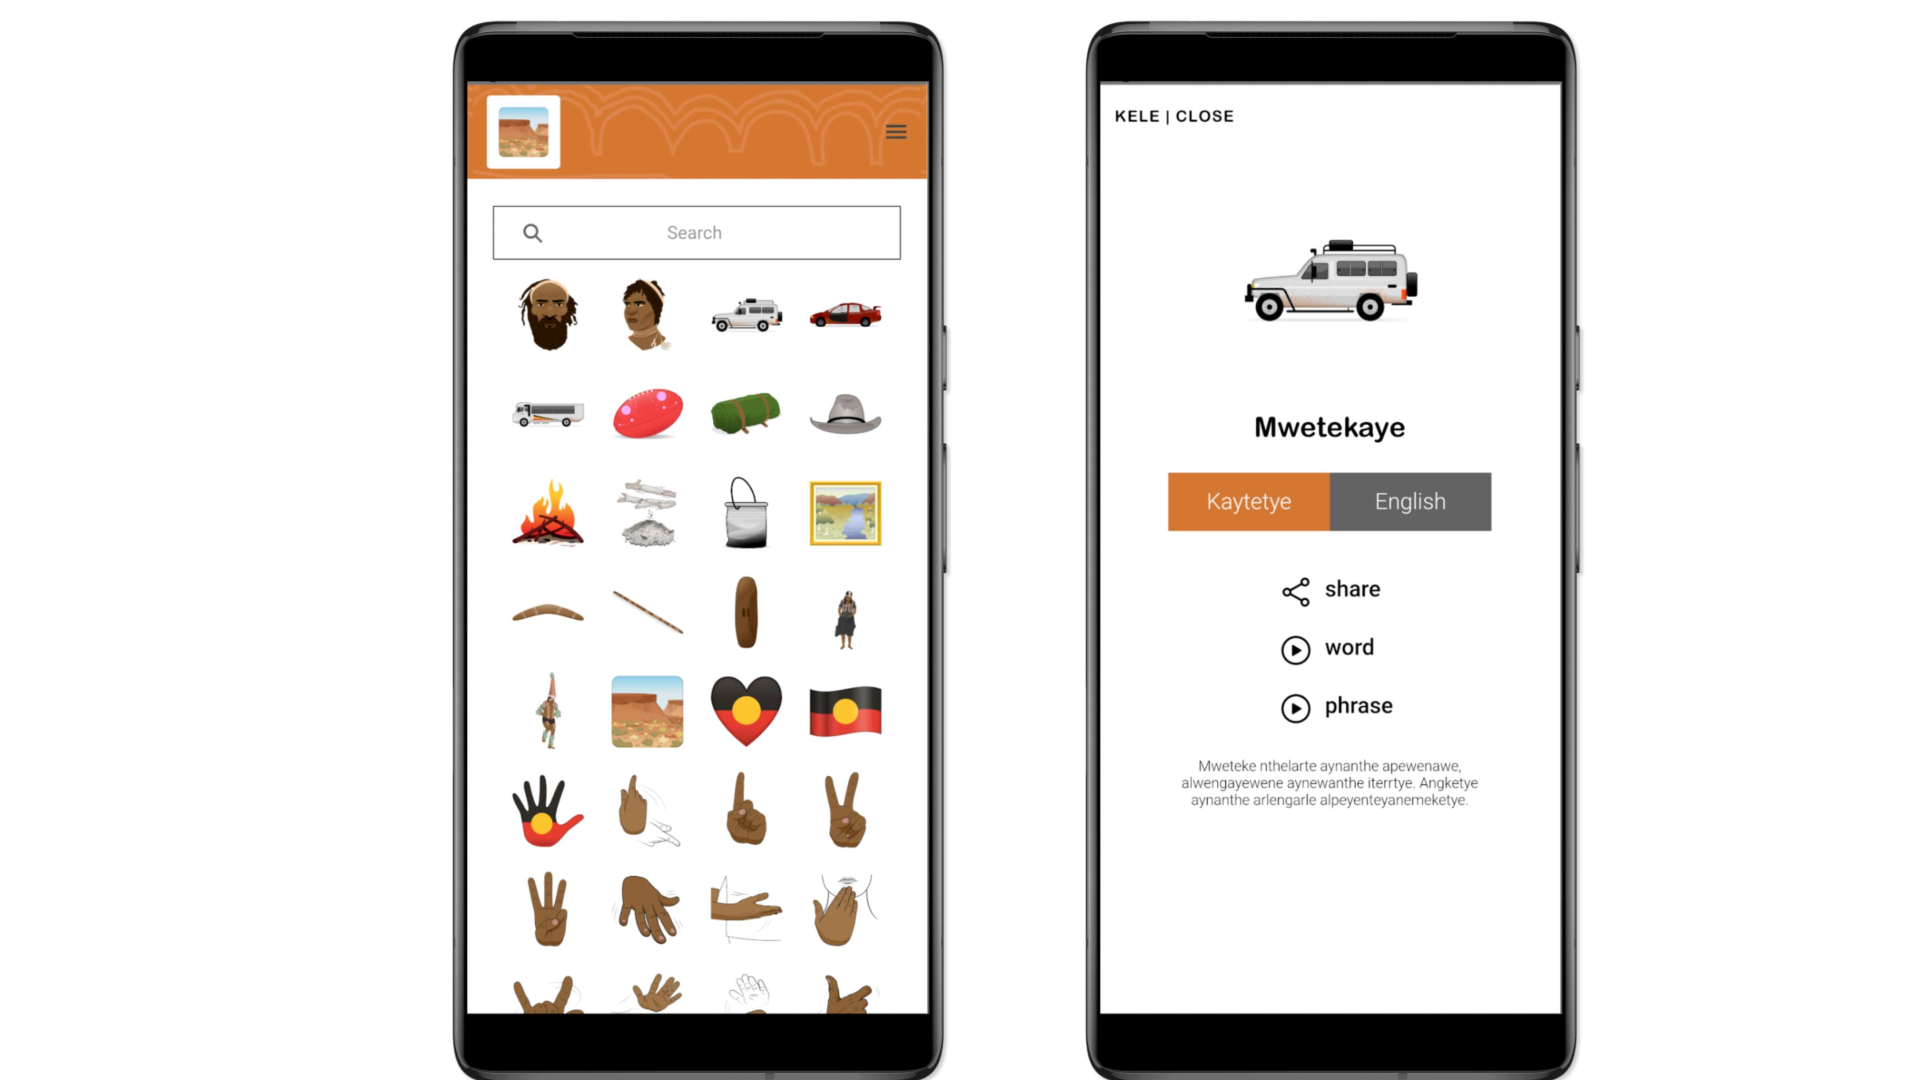 Search
KELE | CLOSE
Mwetekaye
Kaytetye
English
share
word
phrase
Mweteke nthelarte aynanthe apewenawe,
alwengayewene aynewanthe iterrtye. Angketye
aynanthe arlengarle alpeyenteyanemeketye.